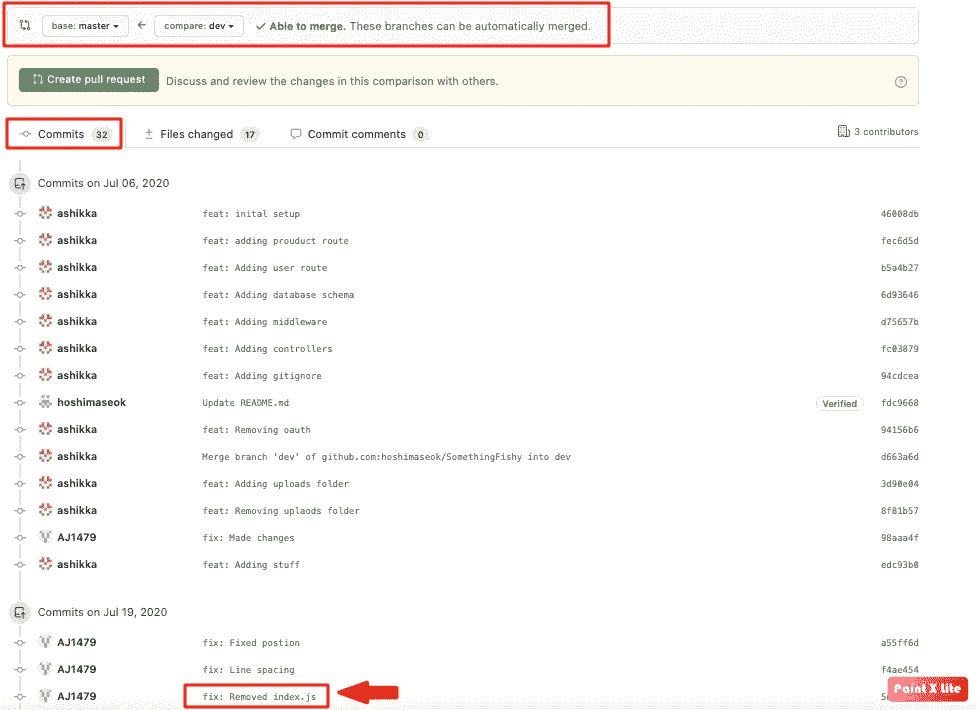 base: master compare: dev Able to merge. These branches can be automatically merged.
Create pull request Discuss and review the changes in this comparison with others.
Commits 32 Files changed 17 Commit comments 0 3 contributors
Commits on Jul 06, 2020
ashikka feat: inital setup 46008db
ashikka feat: adding prouduct route fec6d5d
ashikka feat: Adding user route b5a4b27
ashikka feat: Adding database schema 6d93646
ashikka feat: Adding middleware d75657b
ashikka feat: Adding controllers fc03879
ashikka feat: Adding gitignore 94cdcea
hoshimaseok Update README.md Verified fdc9668
ashikka feat: Removing oauth 94156b6
ashikka Merge branch 'dev' of github.com:hoshimaseok/SomethingFishy into dev d663a6d
ashikka feat: Adding uploads folder 3d90e04
ashikka feat: Removing uplaods folder 8f81b57
AJ1479 fix: Made changes 98aaa4f
ashikka feat: Adding stuff edc93b0
Commits on Jul 19, 2020
AJ1479 fix: Fixed postion a55ff6d
AJ1479 fix: Line spacing f4ae454
AJ1479 fix: Removed index.js
Paint X lite